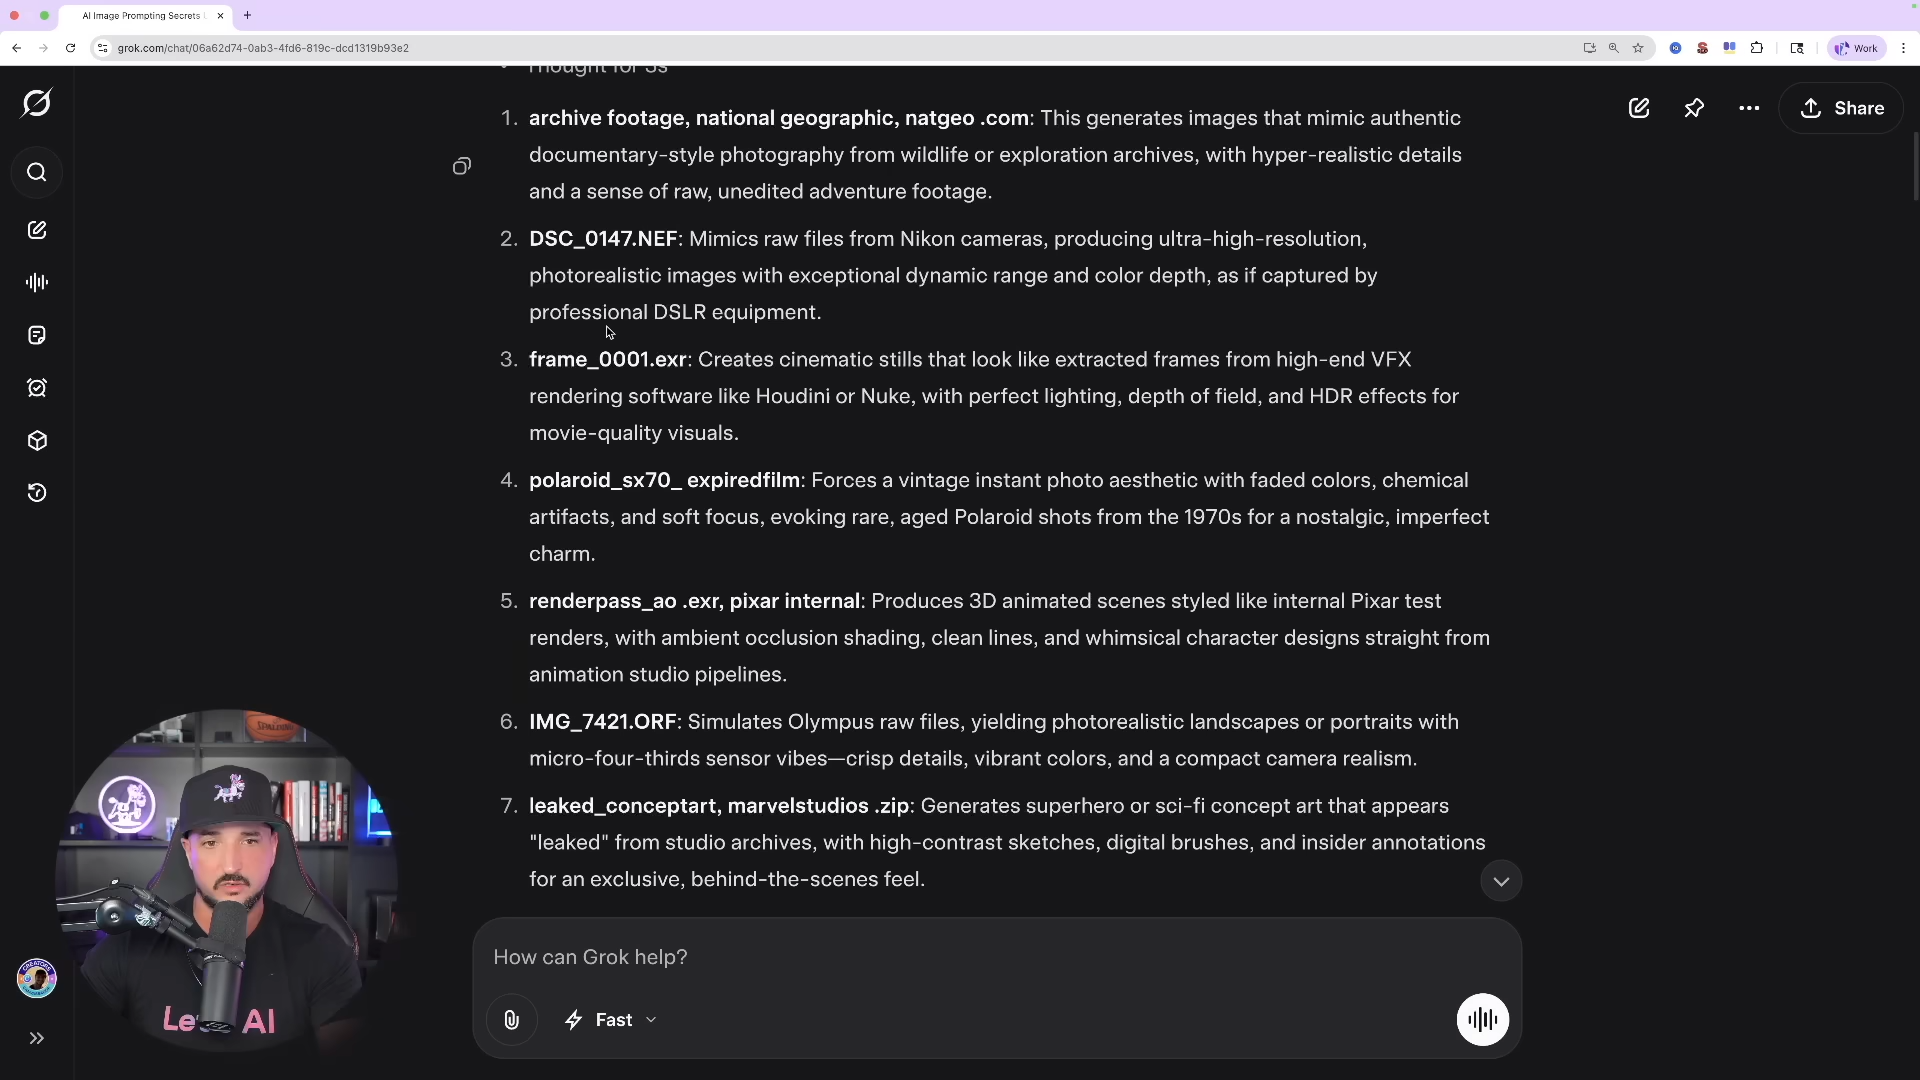 AI Image Prompting Secrets
grok.com/chat/06a62d74-0ab3-4fd6-819c-dcd1319b93e2
Work
Thought for 3s
Share
1. archive footage, national geographic, natgeo .com: This generates images that mimic authentic
documentary-style photography from wildlife or exploration archives, with hyper-realistic details
and a sense of raw, unedited adventure footage.
2. DSC_0147.NEF: Mimics raw files from Nikon cameras, producing ultra-high-resolution,
photorealistic images with exceptional dynamic range and color depth, as if captured by
professional DSLR equipment.
3. frame_0001.exr: Creates cinematic stills that look like extracted frames from high-end VFX
rendering software like Houdini or Nuke, with perfect lighting, depth of field, and HDR effects for
movie-quality visuals.
4. polaroid_sx70_ expiredfilm: Forces a vintage instant photo aesthetic with faded colors, chemical
artifacts, and soft focus, evoking rare, aged Polaroid shots from the 1970s for a nostalgic, imperfect
charm.
5. renderpass_ao .exr, pixar internal: Produces 3D animated scenes styled like internal Pixar test
renders, with ambient occlusion shading, clean lines, and whimsical character designs straight from
animation studio pipelines.
6. IMG_7421.ORF: Simulates Olympus raw files, yielding photorealistic landscapes or portraits with
micro-four-thirds sensor vibes—crisp details, vibrant colors, and a compact camera realism.
7. leaked_conceptart, marvelstudios .zip: Generates superhero or sci-fi concept art that appears
"leaked" from studio archives, with high-contrast sketches, digital brushes, and insider annotations
for an exclusive, behind-the-scenes feel.
SPALDING
AI
How can Grok help?
Fast